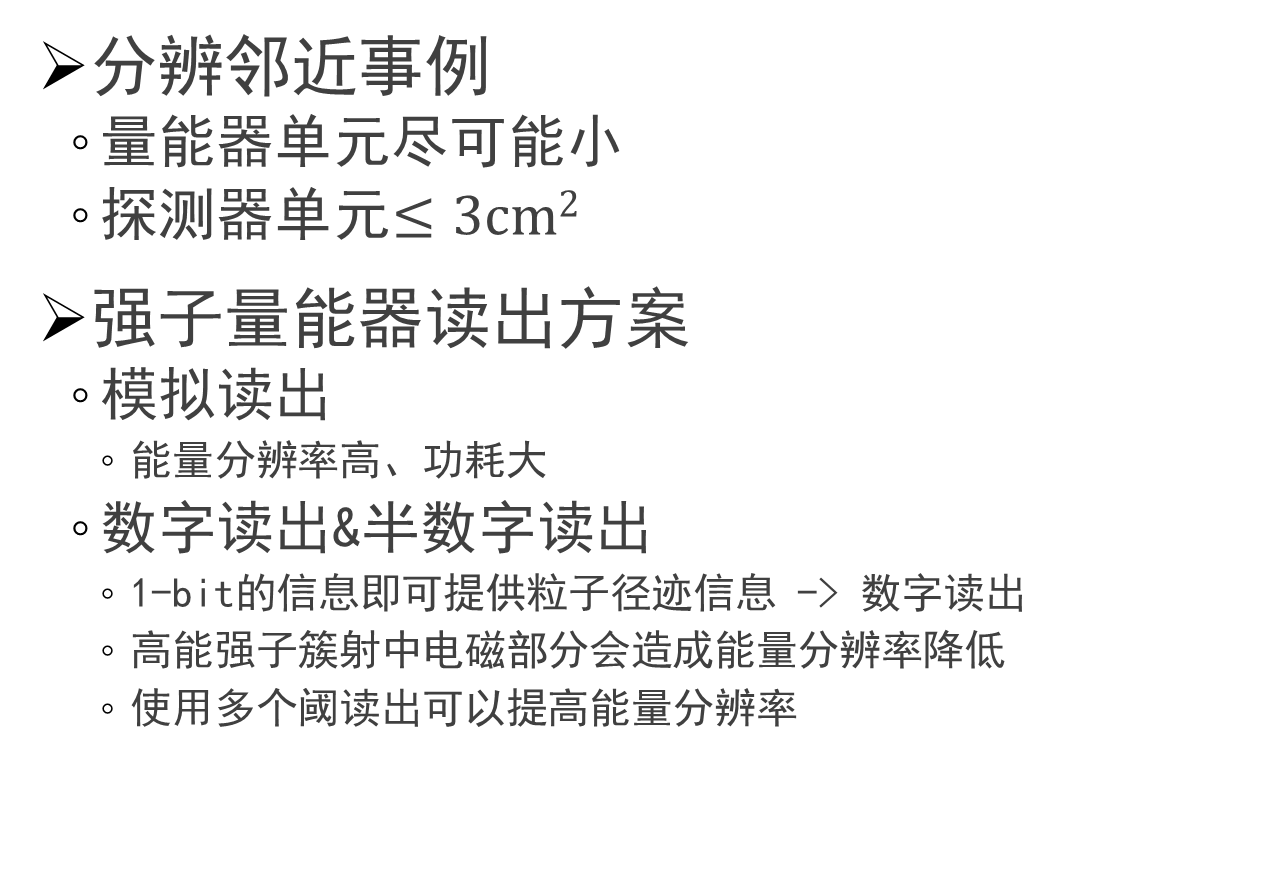 ➢分辨邻近事例
◦量能器单元尽可能小
◦探测器单元≤ 3cm²
➢强子量能器读出方案
◦模拟读出
◦能量分辨率高、功耗大
◦数字读出&半数字读出
◦1-bit的信息即可提供粒子径迹信息 -> 数字读出
◦高能强子簇射中电磁部分会造成能量分辨率降低
◦使用多个阈读出可以提高能量分辨率